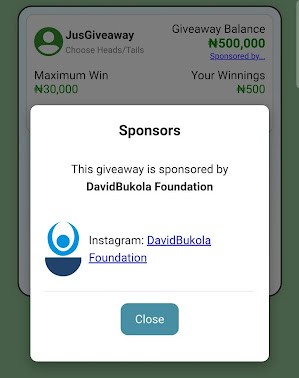 JusGiveaway
Choose Heads/Tails
Giveaway Balance
₦500,000
Sponsored by...
Maximum Win
₦30,000
Your Winnings
₦500
Sponsors
This giveaway is sponsored by
DavidBukola Foundation
Instagram: DavidBukola
Foundation
Close